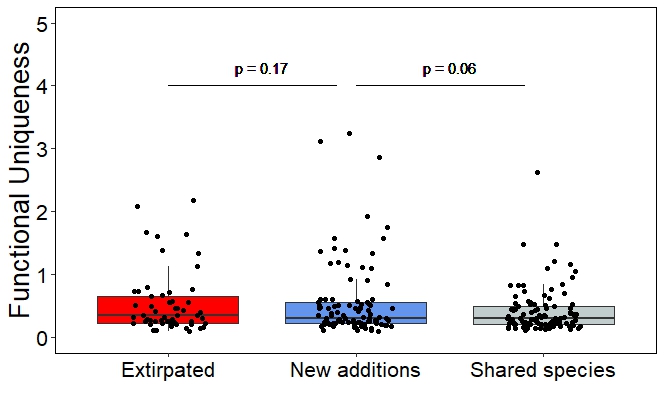 Functional Uniqueness
5
4
3
2
1
0
p = 0.17
p = 0.06
Extirpated
New additions
Shared species